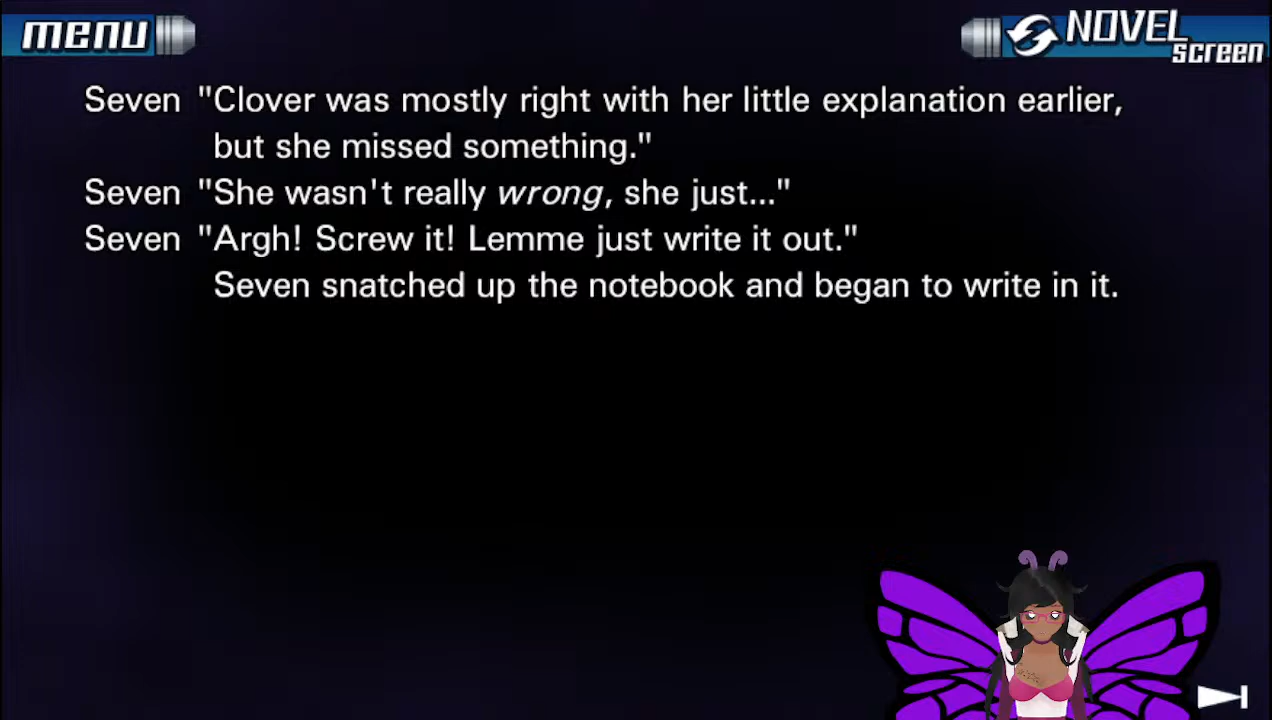 menu
NOVEL
screen
Seven "Clover was mostly right with her little explanation earlier,
but she missed something."
Seven "She wasn't really wrong, she just..."
Seven "Argh! Screw it! Lemme just write it out."
Seven snatched up the notebook and began to write in it.